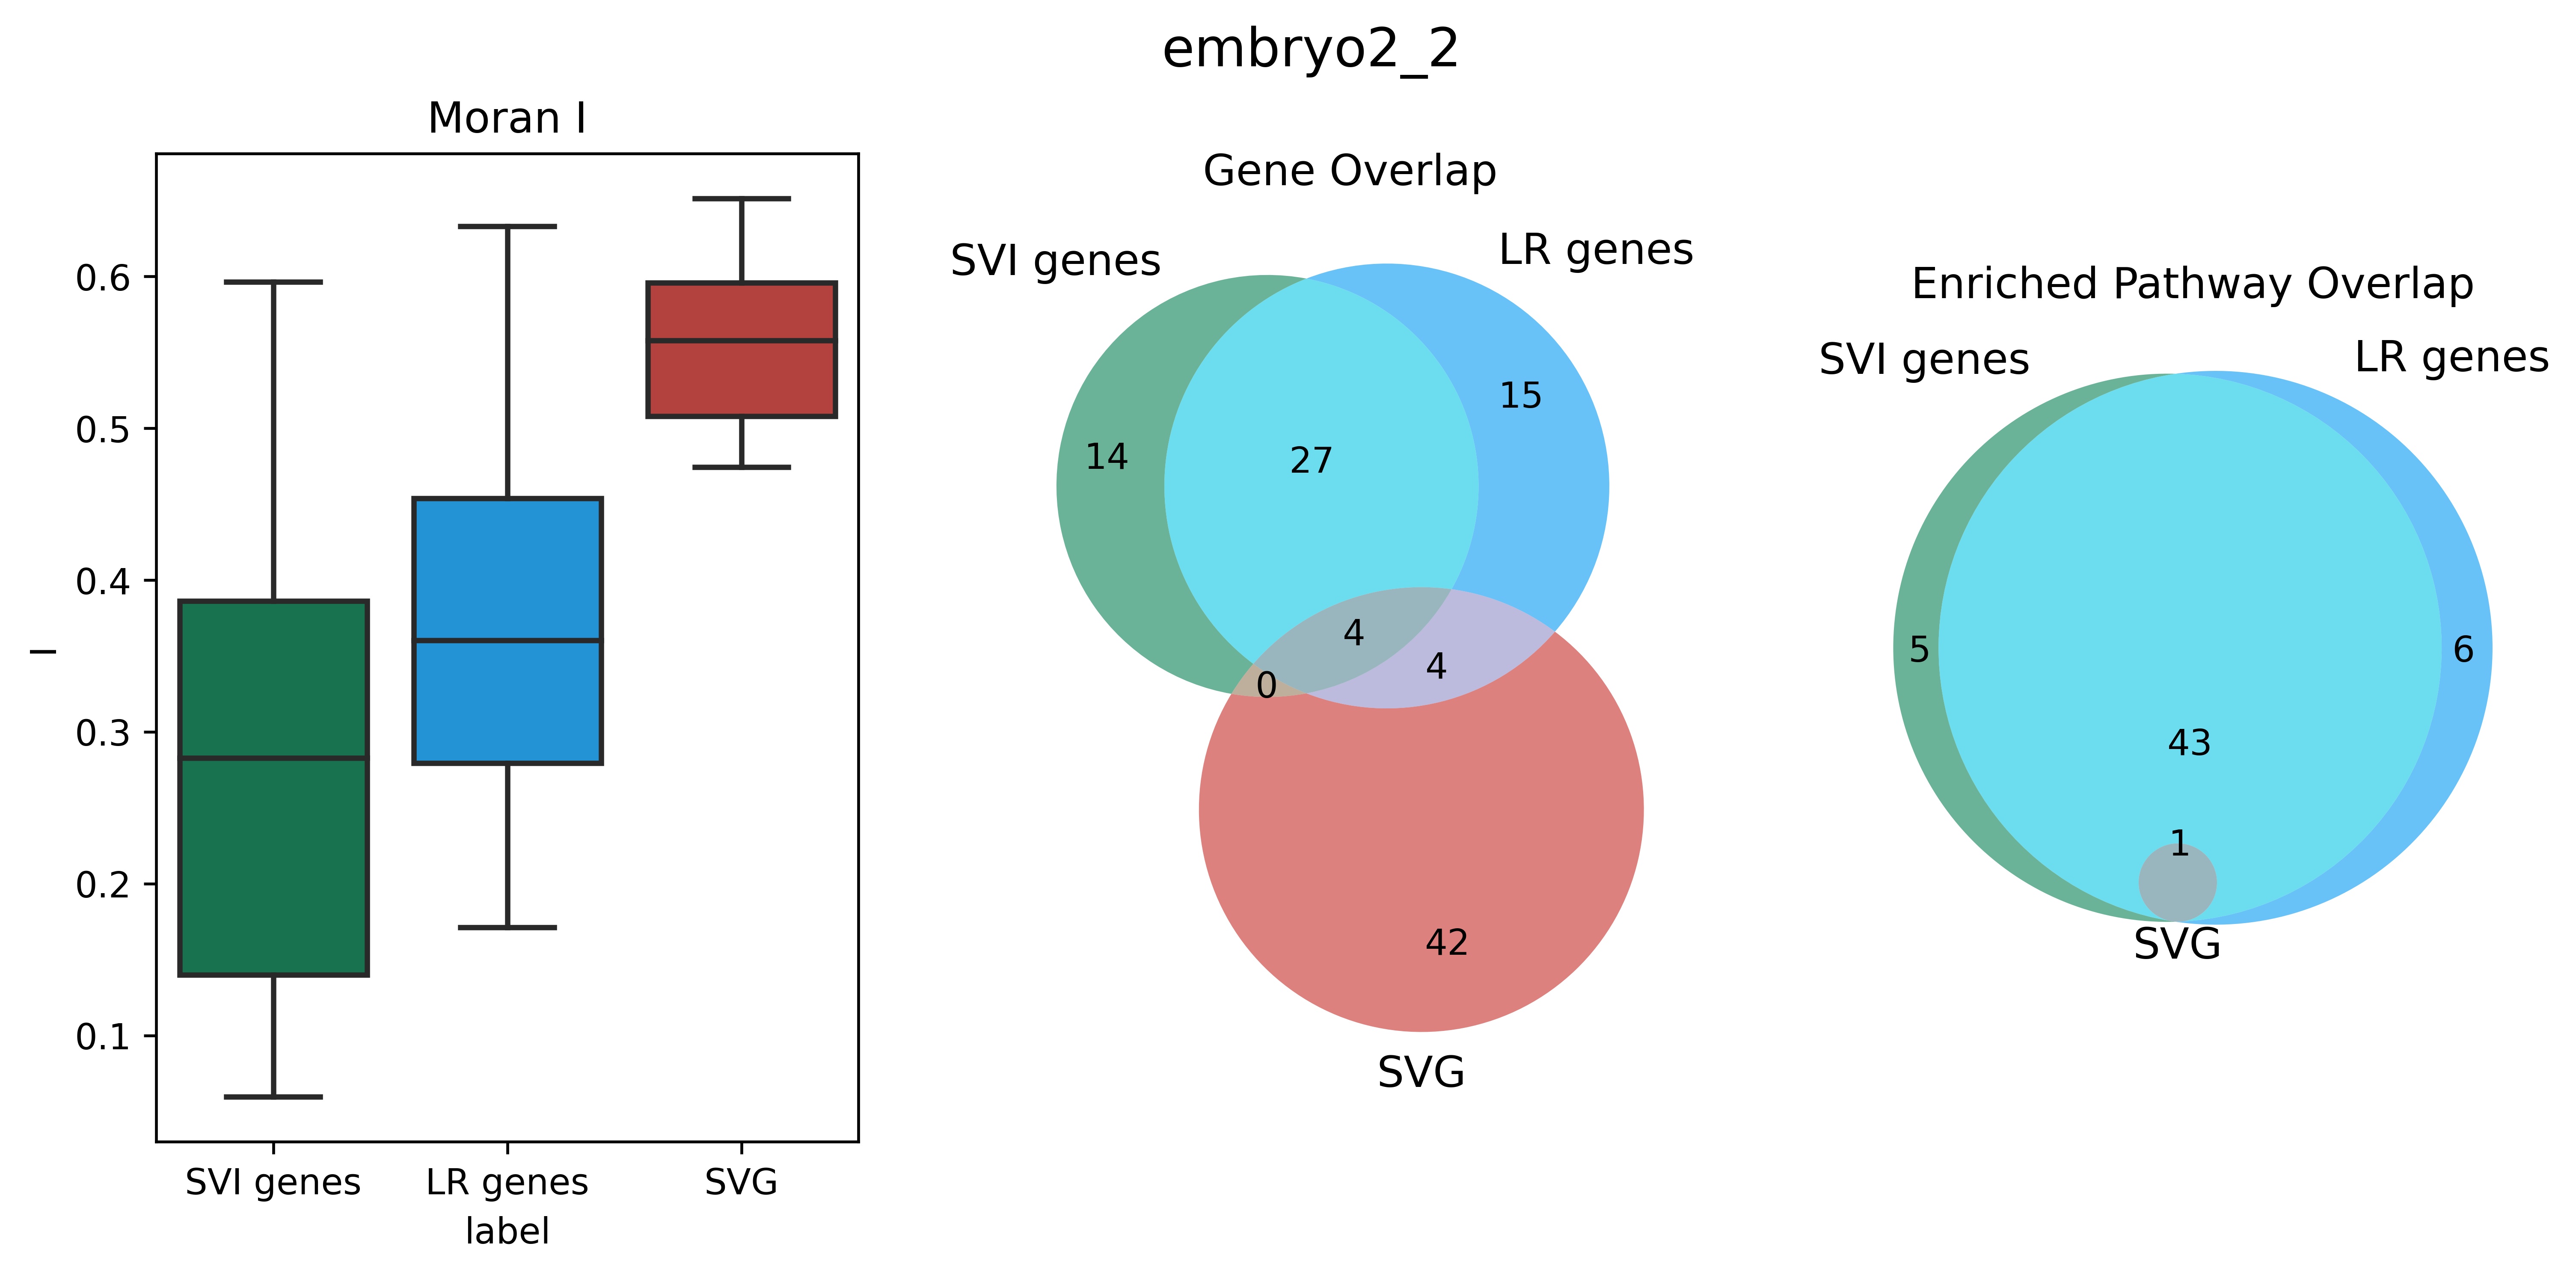 embryo2_2
Moran I
I
0.6
0.5
0.4
0.3
0.2
0.1
SVI genes
LR genes
SVG
label
Gene Overlap
SVI genes
LR genes
15
14
27
4
4
0
42
SVG
Enriched Pathway Overlap
SVI genes
LR genes
5
6
43
1
SVG